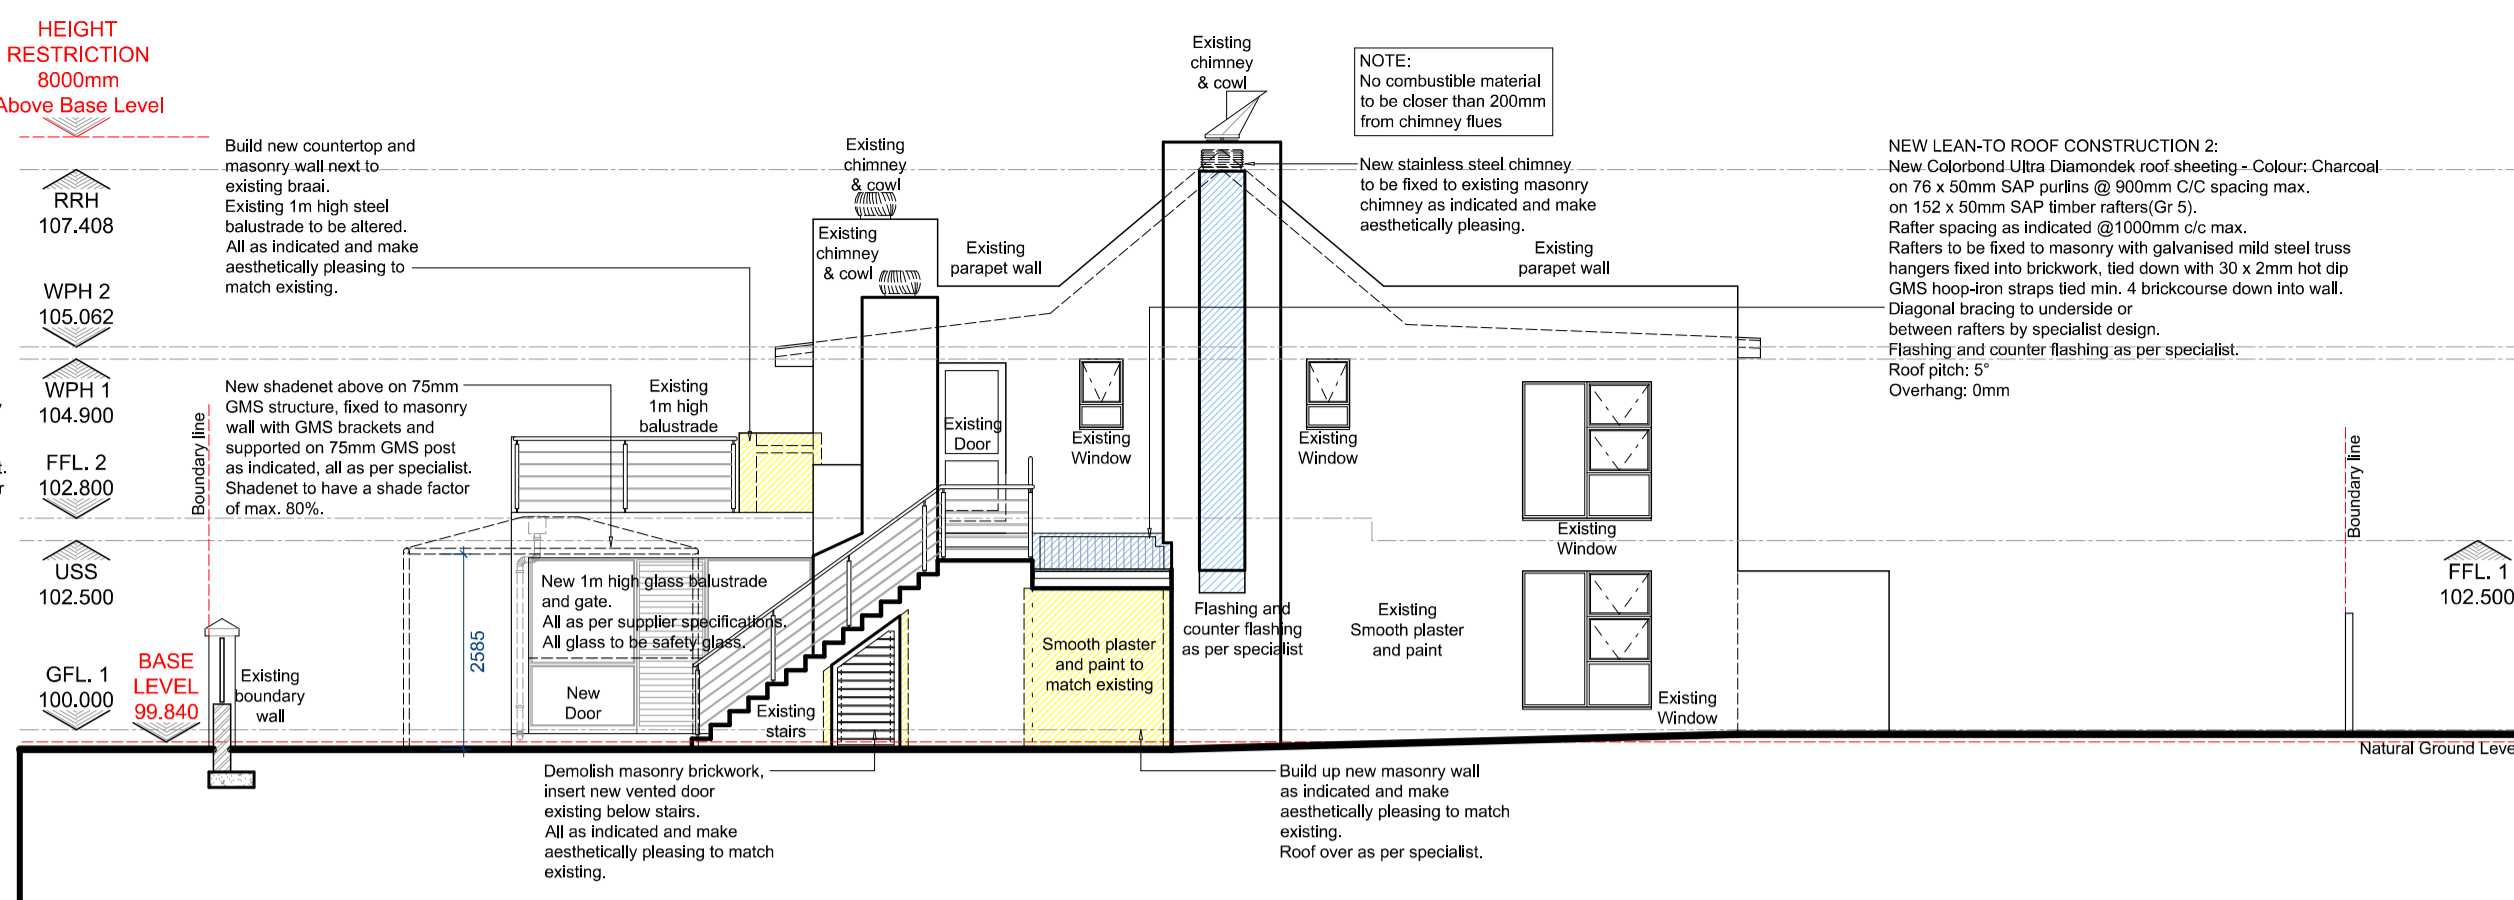 HEIGHT
RESTRICTION
8000mm
Above Base Level
RRH
107.408
WPH 2
105.062
WPH 1
104.900
FFL. 2
102.800
USS
102.500
GFL. 1
100.000
BASE
LEVEL
99.840
Boundary line
Existing
boundary
wall
Build new countertop and
masonry wall next to
existing braai.
Existing 1m high steel
balustrade to be altered.
All as indicated and make
aesthetically pleasing to
match existing.
New shadenet above on 75mm
GMS structure, fixed to masonry
wall with GMS brackets and
supported on 75mm GMS post
as indicated, all as per specialist.
Shadenet to have a shade factor
of max. 80%.
2585
Existing
1m high
balustrade
New 1m high glass balustrade
and gate.
All as per supplier specifications.
All glass to be safety glass.
New
Door
Existing
stairs
Demolish masonry brickwork,
insert new vented door
existing below stairs.
All as indicated and make
aesthetically pleasing to match
existing.
Existing
chimney
& cowl
Existing
chimney
& cowl
Existing
parapet wall
Existing
Door
Existing
Window
Existing
chimney
& cowl
NOTE:
No combustible material
to be closer than 200mm
from chimney flues
New stainless steel chimney
to be fixed to existing masonry
chimney as indicated and make
aesthetically pleasing.
Existing
parapet wall
Existing
Window
Existing
Window
Smooth plaster
and paint to
match existing
Flashing and
counter flashing
as per specialist
Existing
Smooth plaster
and paint
Existing
Window
Build up new masonry wall
as indicated and make
aesthetically pleasing to match
existing.
Roof over as per specialist.
NEW LEAN-TO ROOF CONSTRUCTION 2:
New Colorbond Ultra Diamondek roof sheeting - Colour: Charcoal
on 76 x 50mm SAP purlins @ 900mm C/C spacing max.
on 152 x 50mm SAP timber rafters(Gr 5).
Rafter spacing as indicated @1000mm c/c max.
Rafters to be fixed to masonry with galvanised mild steel truss
hangers fixed into brickwork, tied down with 30 x 2mm hot dip
GMS hoop-iron straps tied min. 4 brickcourse down into wall.
Diagonal bracing to underside or
between rafters by specialist design.
Flashing and counter flashing as per specialist.
Roof pitch: 5°
Overhang: 0mm
Boundary line
FFL. 1
102.500
Natural Ground Leve